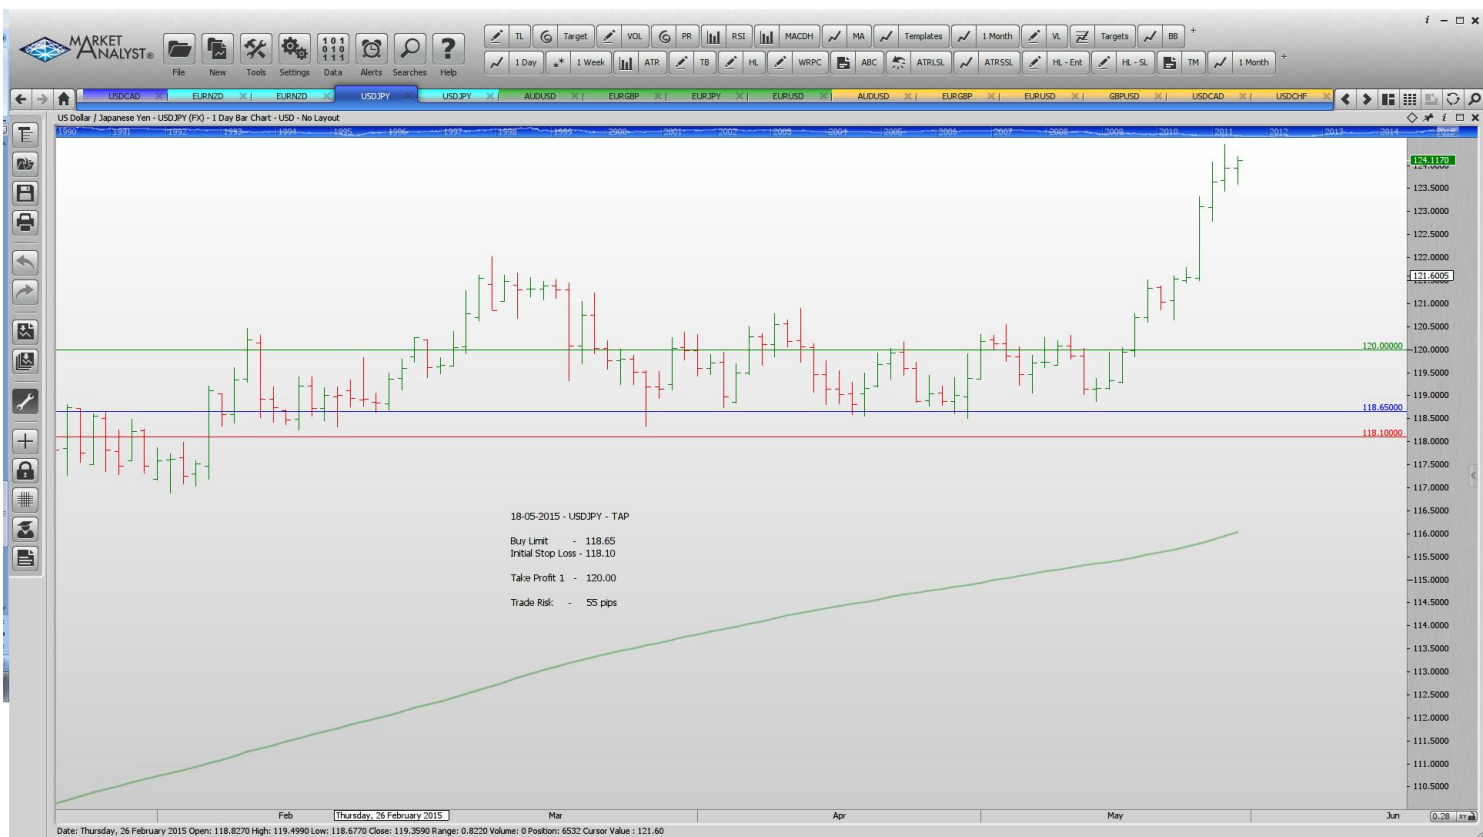 MARKET
ANALYST®
File New Tools Settings Data Alerts Searches Help
TL Target VOL PR RSI MACDH MA Templates 1 Month VL Targets BB +
1 Day 1 Week ATR TB HL WRPC ABC ATRLSL ATRSSL HL - Ent HL - SL TM 1 Month +
USDCAD EURNZD EURNZD USDJPY USDJPY AUDUSD EURGBP EURJPY EURUSD AUDUSD EURGBP EURUSD GBPUSD USDCAD USDCHF
US Dollar / Japanese Yen - USDJPY (FX) - 1 Day Bar Chart - USD - No Layout
1990 1991 1992 1993 1994 1995 1996 1997 1998 1999 2000 2001 2002 2003 2004 2005 2006 2007 2008 2009 2010 2011 2012 2013 2014
124.1170
123.5000
123.0000
122.5000
122.0000
121.6005
121.0000
120.5000
120.00000
120.0000
119.5000
119.0000
118.65000
118.5000
118.10000
118.0000
117.5000
117.0000
116.5000
116.0000
115.5000
115.0000
114.5000
114.0000
113.5000
113.0000
112.5000
112.0000
111.5000
111.0000
110.5000
18-05-2015 - USDJPY - TAP
Buy Limit - 118.65
Initial Stop Loss - 118.10
Take Profit 1 - 120.00
Trade Risk - 55 pips
Feb Thursday, 26 February 2015 Mar Apr May Jun 0.28 XY
Date: Thursday, 26 February 2015 Open: 118.8270 High: 119.4990 Low: 118.6770 Close: 119.3590 Range: 0.8220 Volume: 0 Position: 6532 Cursor Value : 121.60